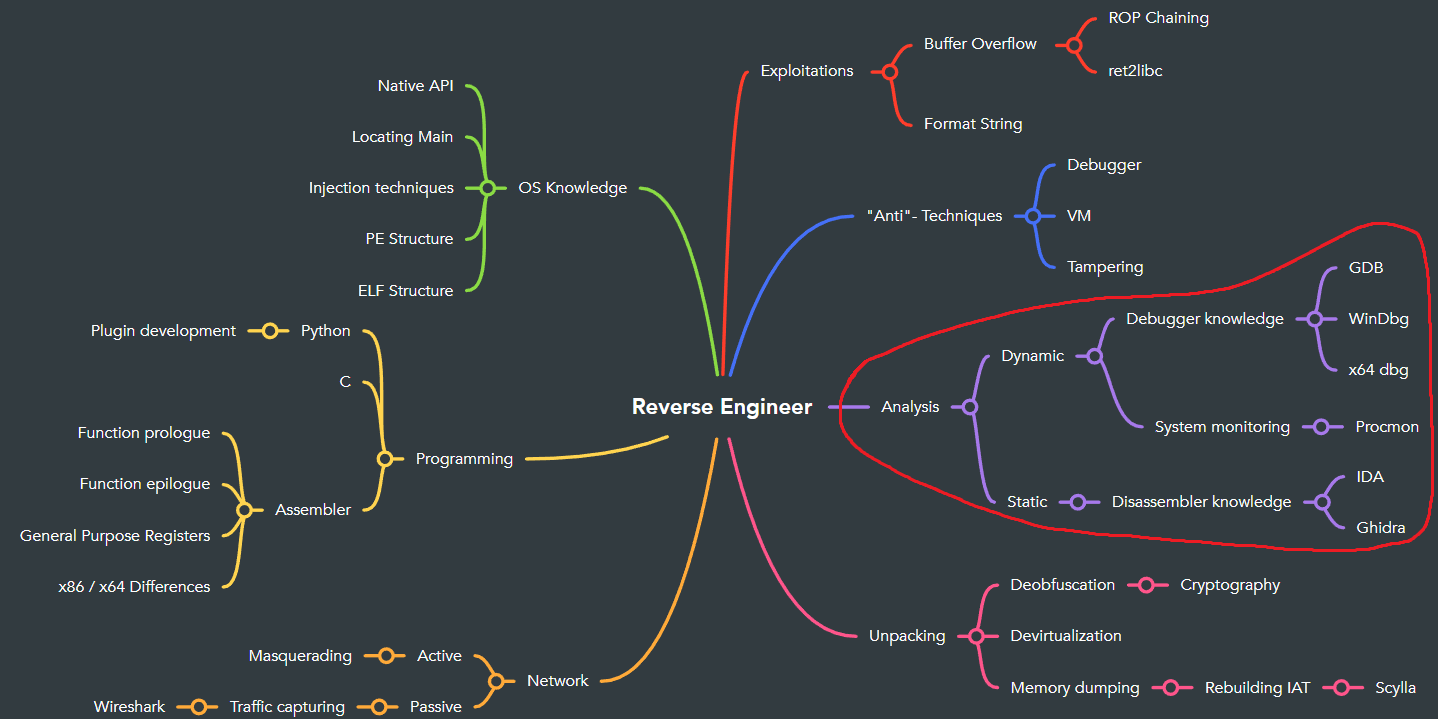 Reverse Engineer
Exploitations
Buffer Overflow
ROP Chaining
ret2libc
Format String
"Anti"- Techniques
Debugger
VM
Tampering
Analysis
Dynamic
Debugger knowledge
GDB
WinDbg
x64 dbg
System monitoring
Procmon
Static
Disassembler knowledge
IDA
Ghidra
Unpacking
Deobfuscation
Cryptography
Devirtualization
Memory dumping
Rebuilding IAT
Scylla
OS Knowledge
Native API
Locating Main
Injection techniques
PE Structure
ELF Structure
Programming
Python
Plugin development
C
Assembler
Function prologue
Function epilogue
General Purpose Registers
x86 / x64 Differences
Network
Active
Masquerading
Passive
Traffic capturing
Wireshark